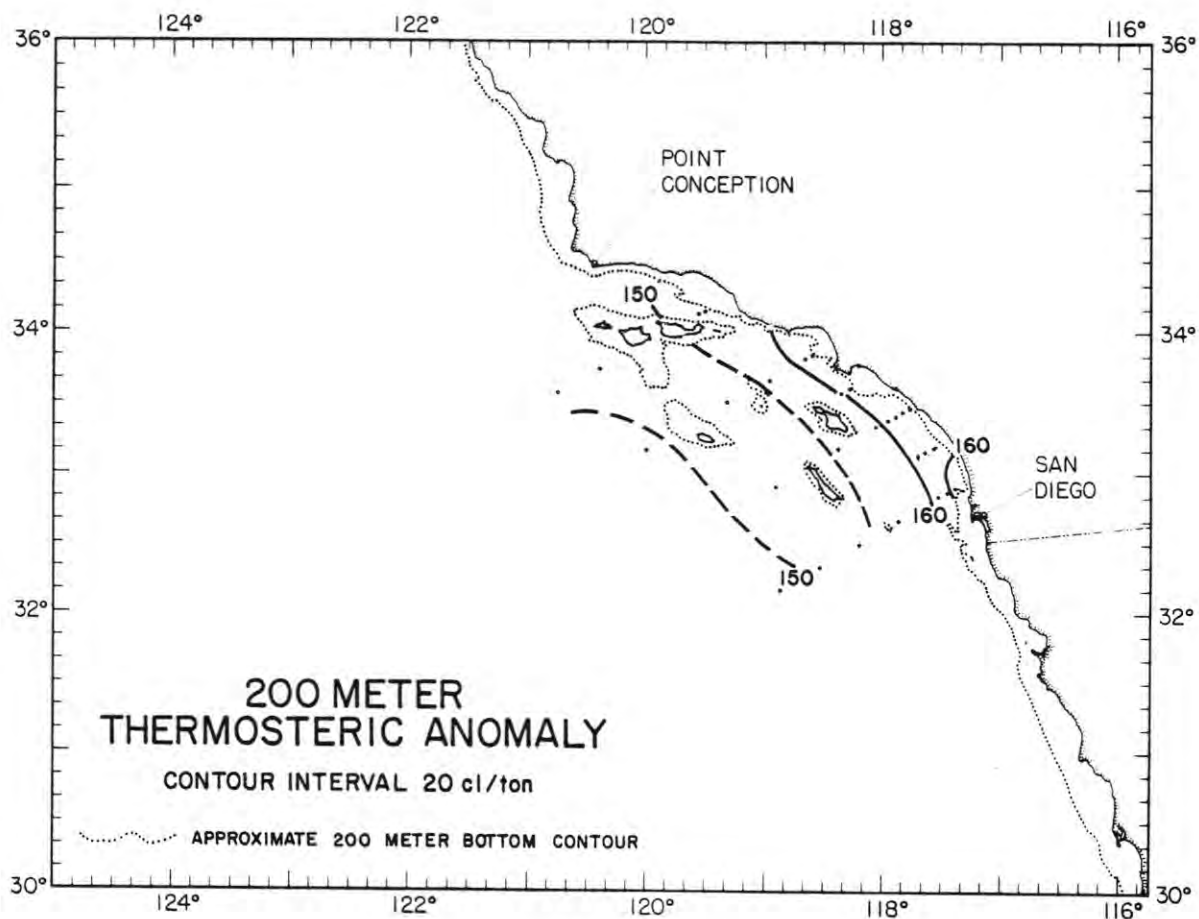 124° 122° 120° 118° 116°
36° 36°
POINT
CONCEPTION
150
34° 34°
160
SAN
DIEGO
160
150
32° 32°
200 METER
THERMOSTERIC ANOMALY
CONTOUR INTERVAL 20 cl/ton
APPROXIMATE 200 METER BOTTOM CONTOUR
30° 30°
124° 122° 120° 118° 116°